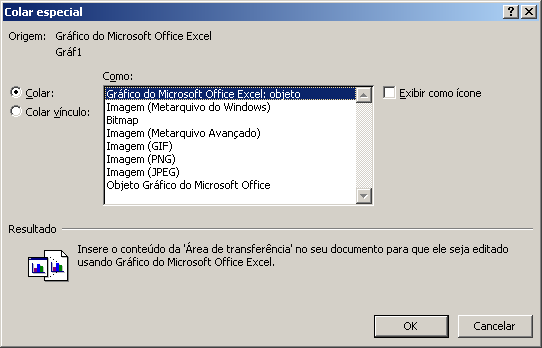 Colar especial
Origem: Gráfico do Microsoft Office Excel
Gráf1
Como:
Colar:
Colar vínculo:
Gráfico do Microsoft Office Excel: objeto
Imagem (Metarquivo do Windows)
Bitmap
Imagem (Metarquivo Avançado)
Imagem (GIF)
Imagem (PNG)
Imagem (JPEG)
Objeto Gráfico do Microsoft Office
Exibir como ícone
Resultado
Insere o conteúdo da 'Área de transferência' no seu documento para que ele seja editado
usando Gráfico do Microsoft Office Excel.
OK
Cancelar